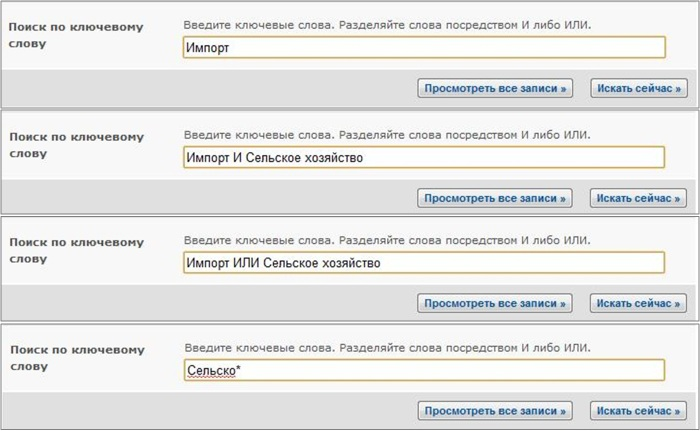 Поиск по ключевому слову
Введите ключевые слова. Разделяйте слова посредством И либо ИЛИ.
Импорт
Просмотреть все записи » Искать сейчас »
Поиск по ключевому слову
Введите ключевые слова. Разделяйте слова посредством И либо ИЛИ.
Импорт И Сельское хозяйство
Просмотреть все записи » Искать сейчас »
Поиск по ключевому слову
Введите ключевые слова. Разделяйте слова посредством И либо ИЛИ.
Импорт ИЛИ Сельское хозяйство
Просмотреть все записи » Искать сейчас »
Поиск по ключевому слову
Введите ключевые слова. Разделяйте слова посредством И либо ИЛИ.
Сельско*
Просмотреть все записи » Искать сейчас »